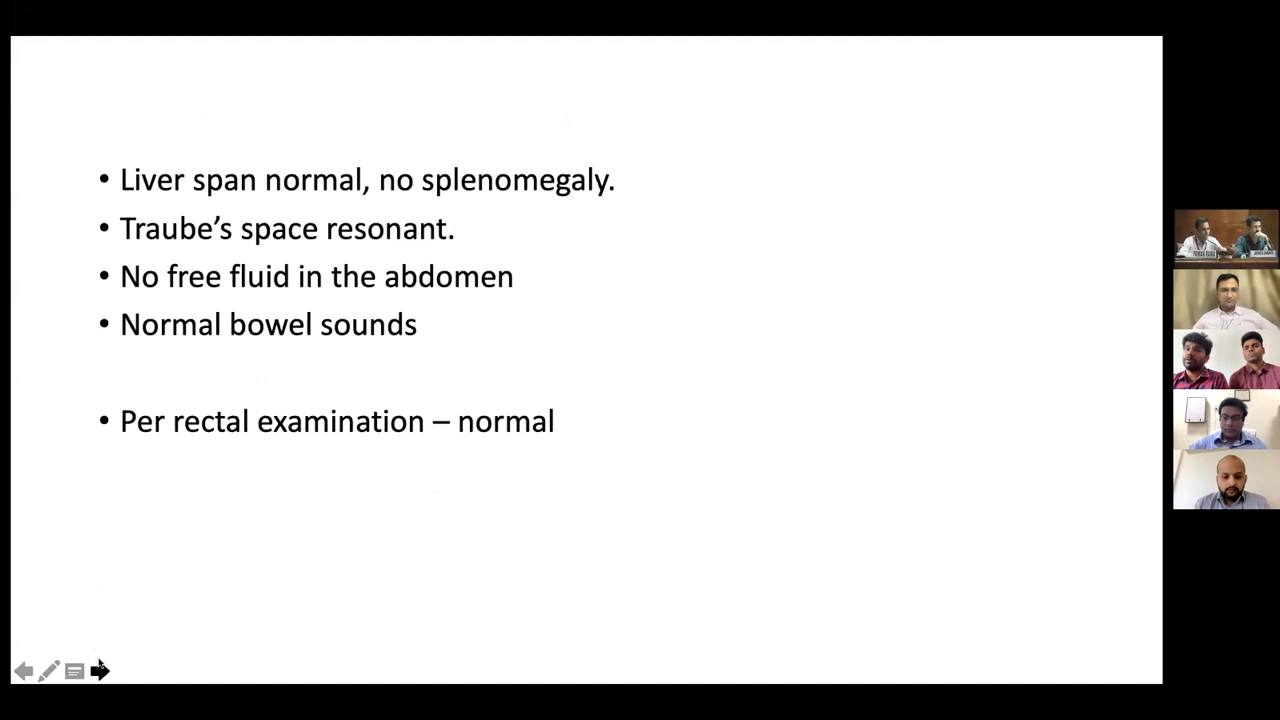 • Liver span normal, no splenomegaly.
• Traube’s space resonant.
• No free fluid in the abdomen
• Normal bowel sounds
• Per rectal examination – normal